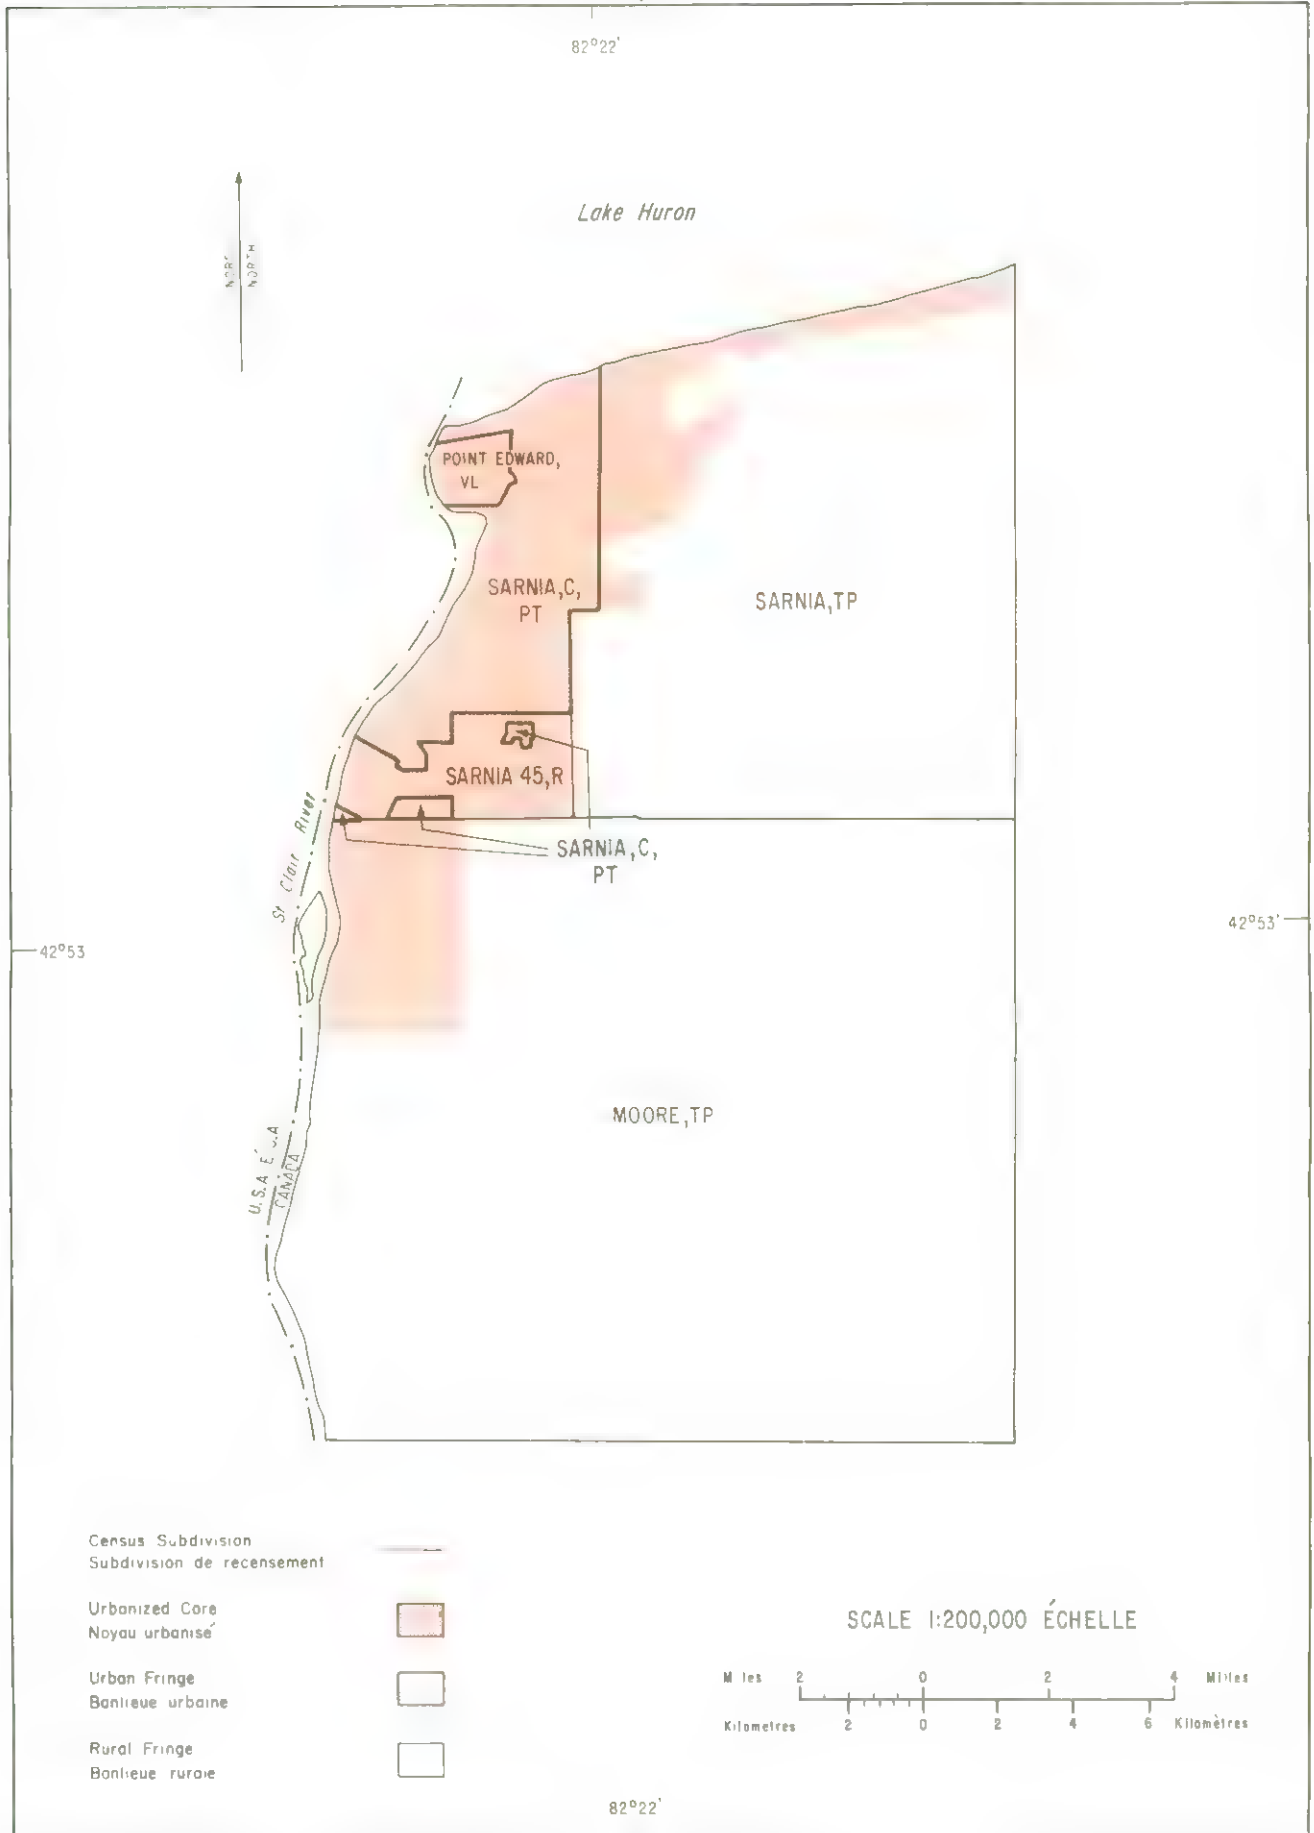 82°22'
Lake Huron
NORTH
POINT EDWARD,
VL
SARNIA,C,
PT
SARNIA,TP
SARNIA 45,R
St Clair River
SARNIA,C,
PT
42°53
42°53'
MOORE,TP
U.S.A
CANADA
Census Subdivision
Subdivision de recensement
Urbanized Core
Noyau urbanisé
Urban Fringe
Banlieue urbaine
Rural Fringe
Banlieue rurale
SCALE 1:200,000 ÉCHELLE
Miles 2 0 2 4 Milles
Kilometres 2 0 2 4 6 Kilomètres
82°22'